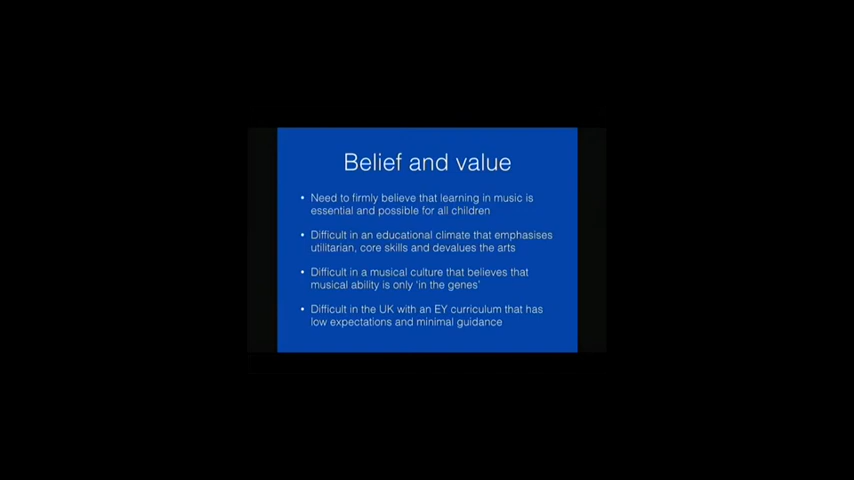 Belief and value
• Need to firmly believe that learning in music is
essential and possible for all children
• Difficult in an educational climate that emphasises
utilitarian, core skills and devalues the arts
• Difficult in a musical culture that believes that
musical ability is only ‘in the genes’
• Difficult in the UK with an EY curriculum that has
low expectations and minimal guidance